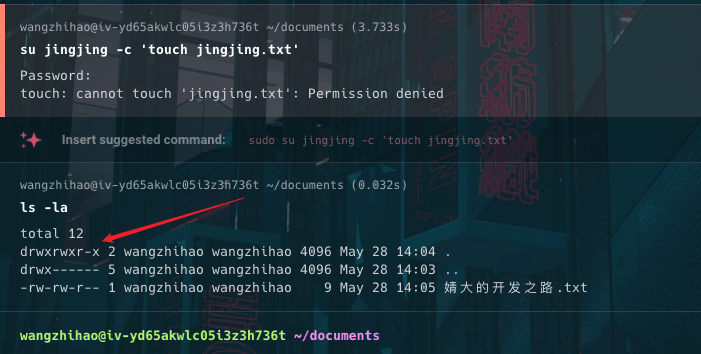 wangzhihao@iv-yd65akwlc05i3z3h736t ~/documents (3.733s)
su jingjing -c 'touch jingjing.txt'
Password:
touch: cannot touch 'jingjing.txt': Permission denied
Insert suggested command: sudo su jingjing -c 'touch jingjing.txt'
wangzhihao@iv-yd65akwlc05i3z3h736t ~/documents (0.032s)
ls -la
total 12
drwxrwxr-x 2 wangzhihao wangzhihao 4096 May 28 14:04 .
drwx------ 5 wangzhihao wangzhihao 4096 May 28 14:03 ..
-rw-rw-r-- 1 wangzhihao wangzhihao    9 May 28 14:05 婧大的开发之路.txt
wangzhihao@iv-yd65akwlc05i3z3h736t ~/documents